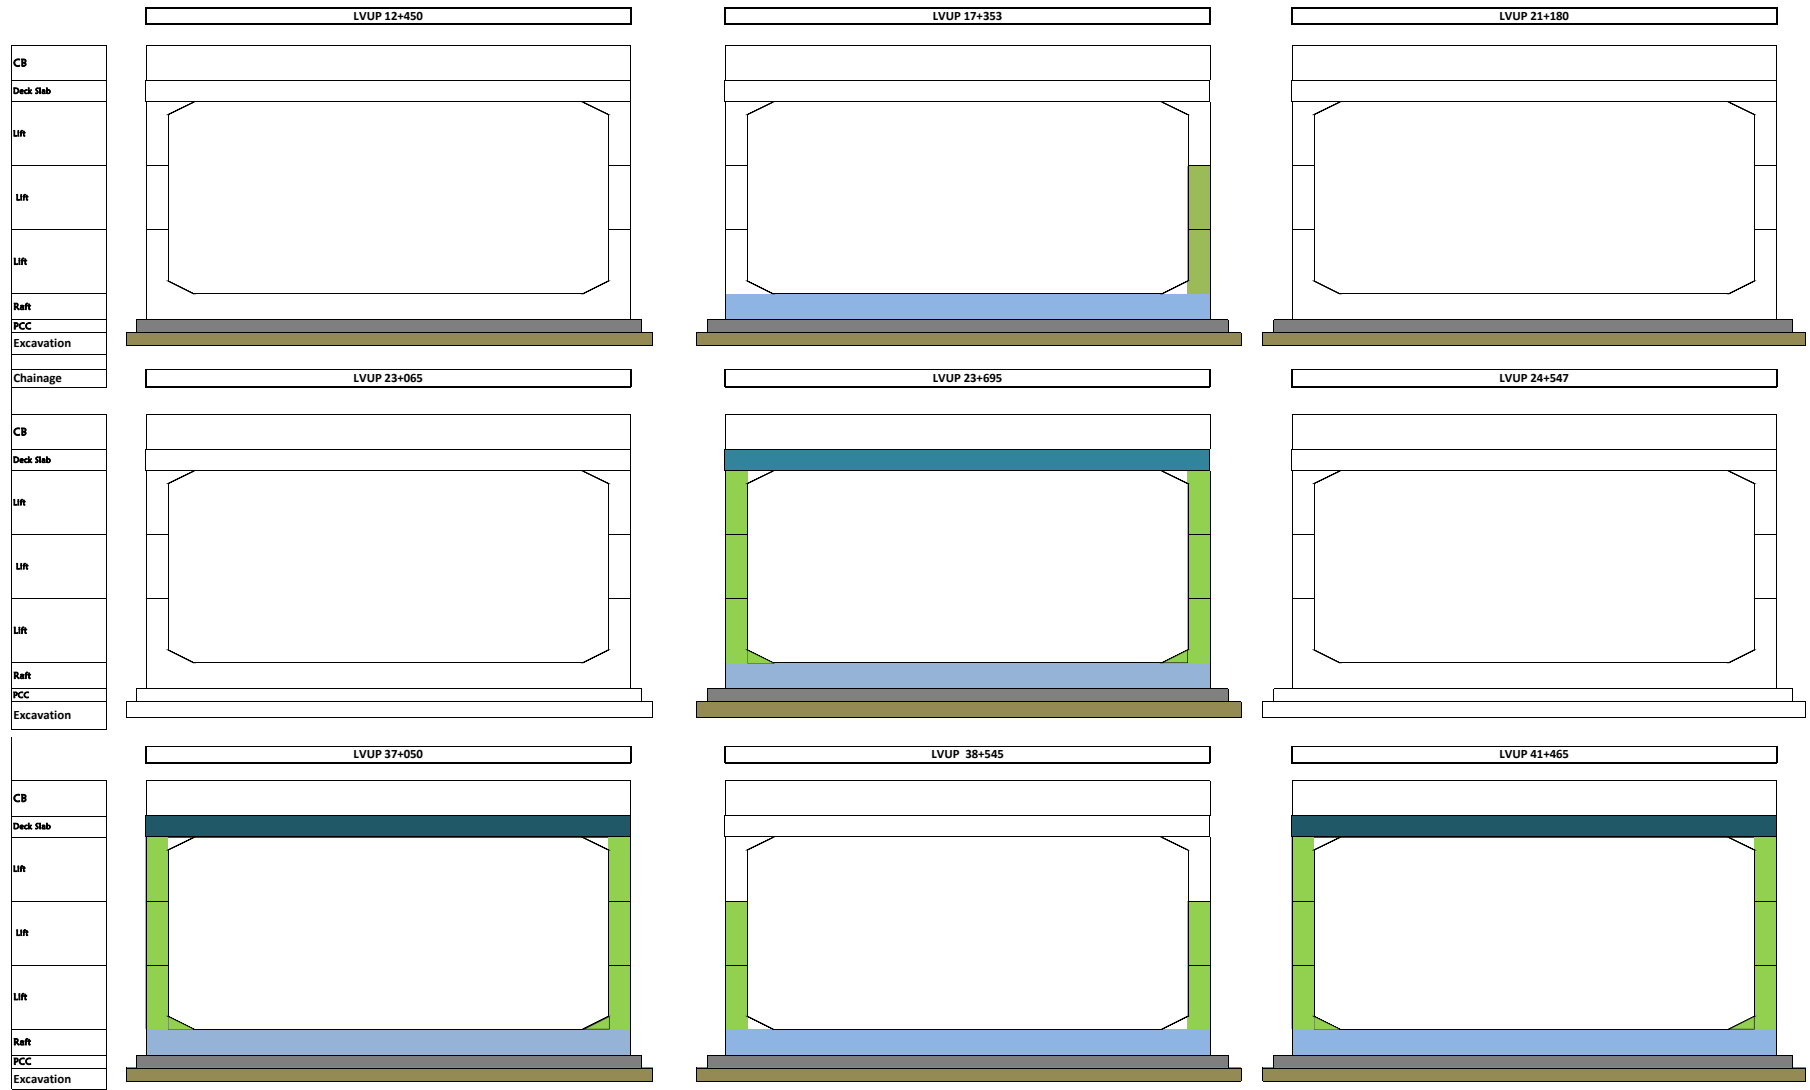 LVUP 12+450
LVUP 17+353
LVUP 21+180
CB
Deck Slab
Lift
Lift
Lift
Raft
PCC
Excavation
Chainage
LVUP 23+065
LVUP 23+695
LVUP 24+547
CB
Deck Slab
Lift
Lift
Lift
Raft
PCC
Excavation
LVUP 37+050
LVUP 38+545
LVUP 41+465
CB
Deck Slab
Lift
Lift
Lift
Raft
PCC
Excavation